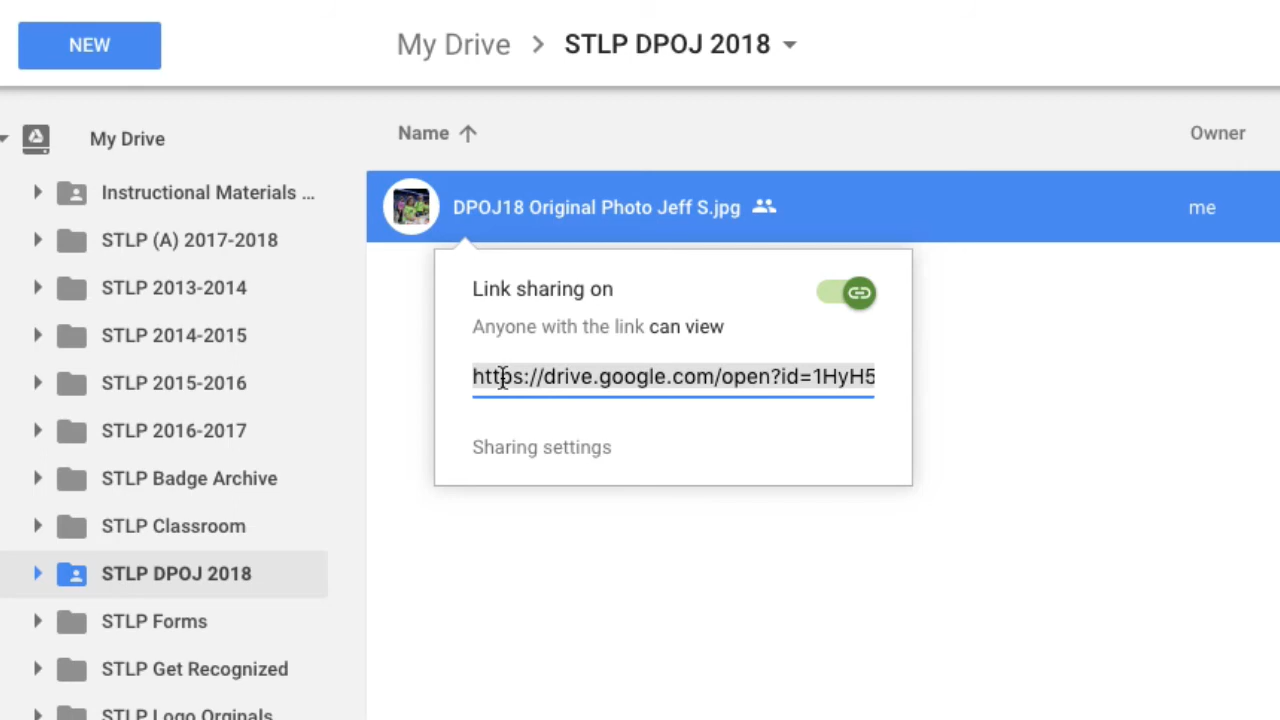 NEW
My Drive > STLP DPOJ 2018
My Drive
Instructional Materials ...
STLP (A) 2017-2018
STLP 2013-2014
STLP 2014-2015
STLP 2015-2016
STLP 2016-2017
STLP Badge Archive
STLP Classroom
STLP DPOJ 2018
STLP Forms
STLP Get Recognized
STLP Logo Orginals
Name
Owner
DPOJ18 Original Photo Jeff S.jpg
me
Link sharing on
Anyone with the link can view
https://drive.google.com/open?id=1HyH5
Sharing settings